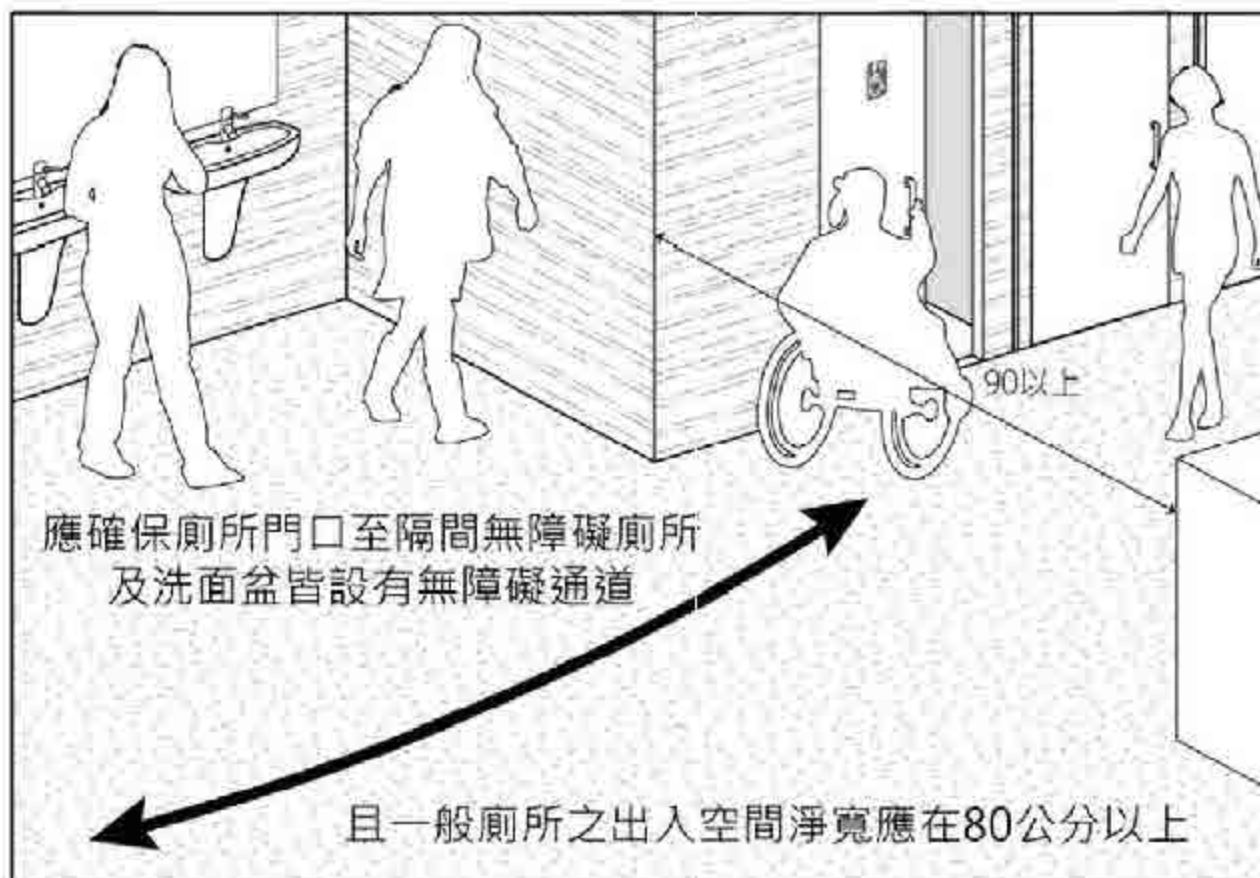 90以上
應確保廁所門口至隔間無障礙廁所
及洗面盆皆設有無障礙通道
且一般廁所之出入空間淨寬應在80公分以上